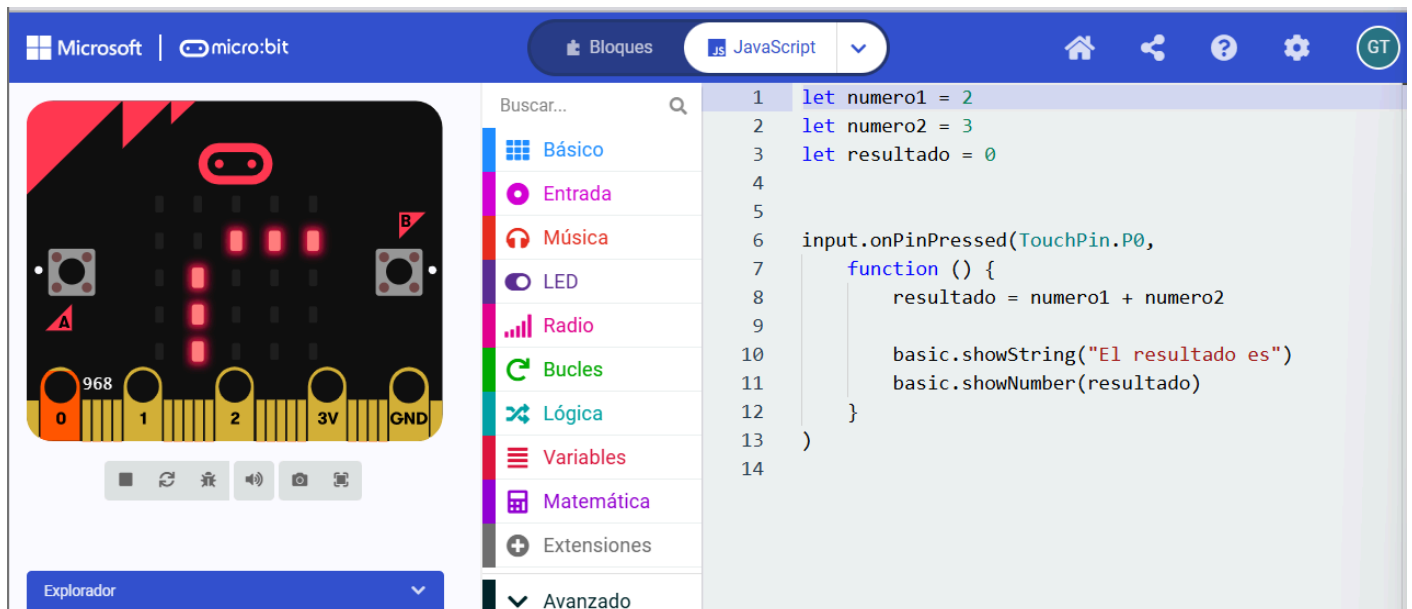 Microsoft micro:bit Bloques JavaScript GT
Buscar...
Básico
Entrada
Música
LED
Radio
Bucles
Lógica
Variables
Matemática
Extensiones
Avanzado
A
B
968
0 1 2 3V GND
Explorador
1 let numero1 = 2
2 let numero2 = 3
3 let resultado = 0
4
5
6 input.onPinPressed(TouchPin.P0,
7 function () {
8 resultado = numero1 + numero2
9
10 basic.showString("El resultado es")
11 basic.showNumber(resultado)
12 }
13 )
14